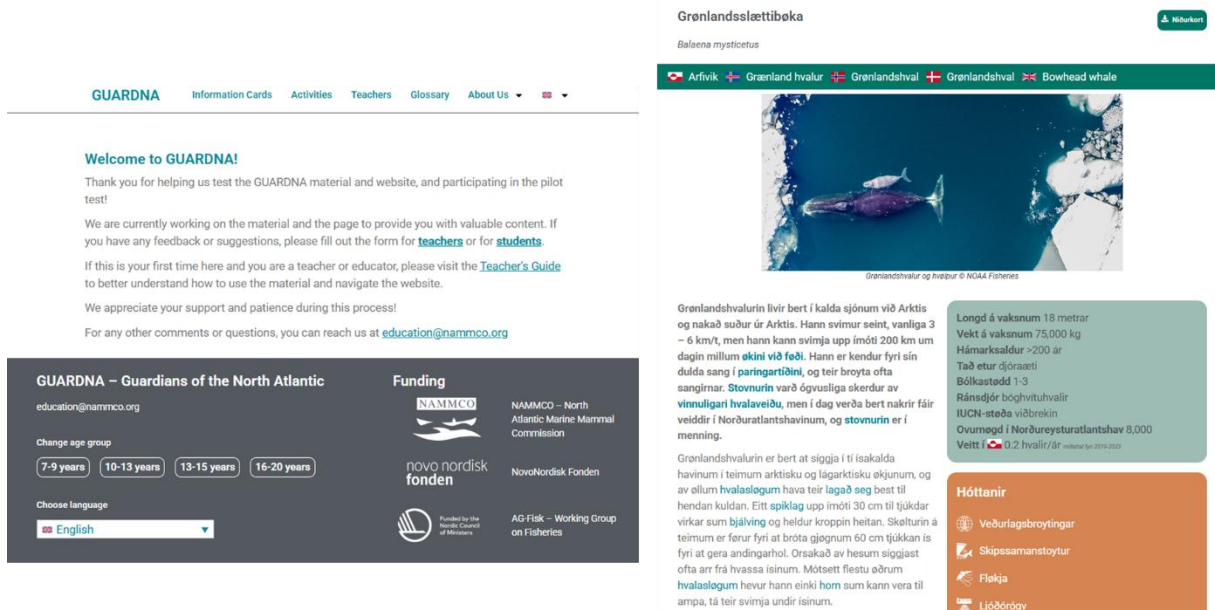 GUARDNA
Information Cards Activities Teachers Glossary About Us
Welcome to GUARDNA!
Thank you for helping us test the GUARDNA material and website, and participating in the pilot
test!
We are currently working on the material and the page to provide you with valuable content. If
you have any feedback or suggestions, please fill out the form for teachers or for students.
If this is your first time here and you are a teacher or educator, please visit the Teacher's Guide
to better understand how to use the material and navigate the website.
We appreciate your support and patience during this process!
For any other comments or questions, you can reach us at education@nammco.org
GUARDNA – Guardians of the North Atlantic
education@nammco.org
Change age group
7-9 years 10-13 years 13-15 years 16-20 years
Choose language
English
Funding
NAMMCO
NAMMCO – North
Atlantic Marine Mammal
Commission
novo nordisk
fonden
NovoNordisk Fonden
Funded by the
Nordic Council
of Ministers
AG-Fisk – Working Group
on Fisheries
Grønlandsslættibøka
Niðurkort
Balaena mysticetus
Arfivik Grænland hvalur Grønlandshval Grønlandshval Bowhead whale
Grønlandshvalur og hvølpur © NOAA Fisheries
Grønlandshvalurin livir bert í kalda sjónum við Arktis
og nakað suður úr Arktis. Hann svimur seint, vanliga 3
– 6 km/t, men hann kann svimja upp ímóti 200 km um
dagin millum økini við føði. Hann er kendur fyri sín
dulda sang í paringartíðini, og teir broyta ofta
sangirnar. Stovnurin varð ógvusliga skerdur av
vinnuligari hvalaveiðu, men í dag verða bert nakrir fáir
veiddir í Norðuratlantshavinum, og stovnurin er í
menning.
Grønlandshvalurin er bert at síggja í tí ísakalda
havinum í teimum arktisku og lágarktisku økjunum, og
av øllum hvalasløgum hava teir lagað seg best til
hendan kuldan. Eitt spiklag upp ímóti 30 cm til tjúkdar
virkar sum bjálving og heldur kroppin heitan. Skølturin á
teimum er førur fyri at bróta gjøgnum 60 cm tjúkkan ís
fyri at gera andingarhol. Orsakað av hesum síggjast
ofta arr frá hvassa ísinum. Mótsett flestu øðrum
hvalasløgum hevur hann einki horn sum kann vera til
ampa, tá teir svimja undir ísinum.
Longd á vaksnum 18 metrar
Vekt á vaksnum 75,000 kg
Hámarksaldur >200 ár
Tað etur djóraæti
Bólkastødd 1-3
Ránsdjór bóghvítuhvalir
IUCN-støða viðbrekin
Ovurnøgd í Norðureysturatlantshav 8,000
Veitt í 0.2 hvalir/ár miðaltal fyr 2019-2023
Hóttanir
Veðurlagsbroytingar
Skipssamanstoytur
Fløkja
Ljóðórógv